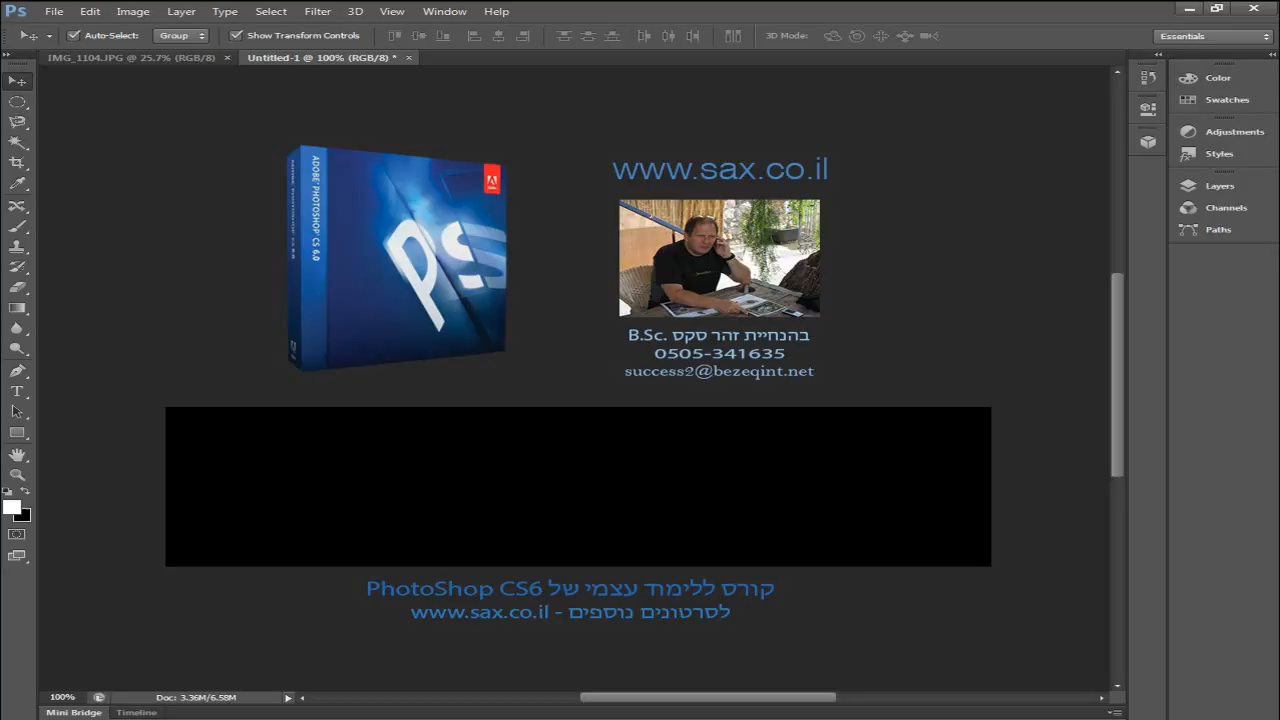 Ps File Edit Image Layer Type Select Filter 3D View Window Help
Auto-Select: Group Show Transform Controls 3D Mode: Essentials
IMG_1104.JPG @ 25.7% (RGB/8) × Untitled-1 @ 100% (RGB/8) * ×
Color
Swatches
Adjustments
Styles
Layers
Channels
Paths
ADOBE® PHOTOSHOP® CS 6.0
Ps
www.sax.co.il
בהנחיית זהר סקס B.Sc.
0505-341635
success2@bezeqint.net
קורס ללימוד עצמי של PhotoShop CS6
לסרטונים נוספים - www.sax.co.il
100% Doc: 3.36M/6.58M
Mini Bridge Timeline